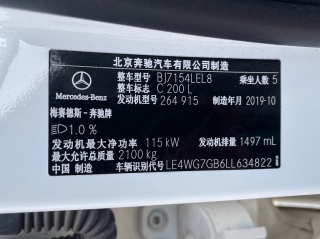 北京奔驰汽车有限公司制造
整车型号 BJ7154LEL8 乘坐人数 5
整车标志 C 200 L
发动机型号 264 915 制造年月 2019-10
Mercedes-Benz
梅赛德斯-奔驰牌
1.0 %
发动机最大净功率 115 kW 发动机排量 1497 mL
最大允许总质量 2100 kg
中国 制造 车辆识别代号 LE4WG7GB6LL634822